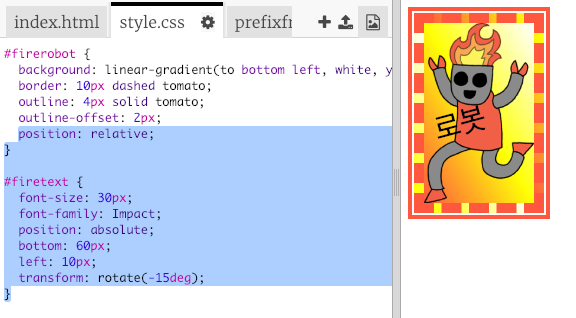 index.html style.css prefixfr
#firerobot {
background: linear-gradient(to bottom left, white, y
border: 10px dashed tomato;
outline: 4px solid tomato;
outline-offset: 2px;
position: relative;
}
#firetext {
font-size: 30px;
font-family: Impact;
position: absolute;
bottom: 60px;
left: 10px;
transform: rotate(-15deg);
}
로봇